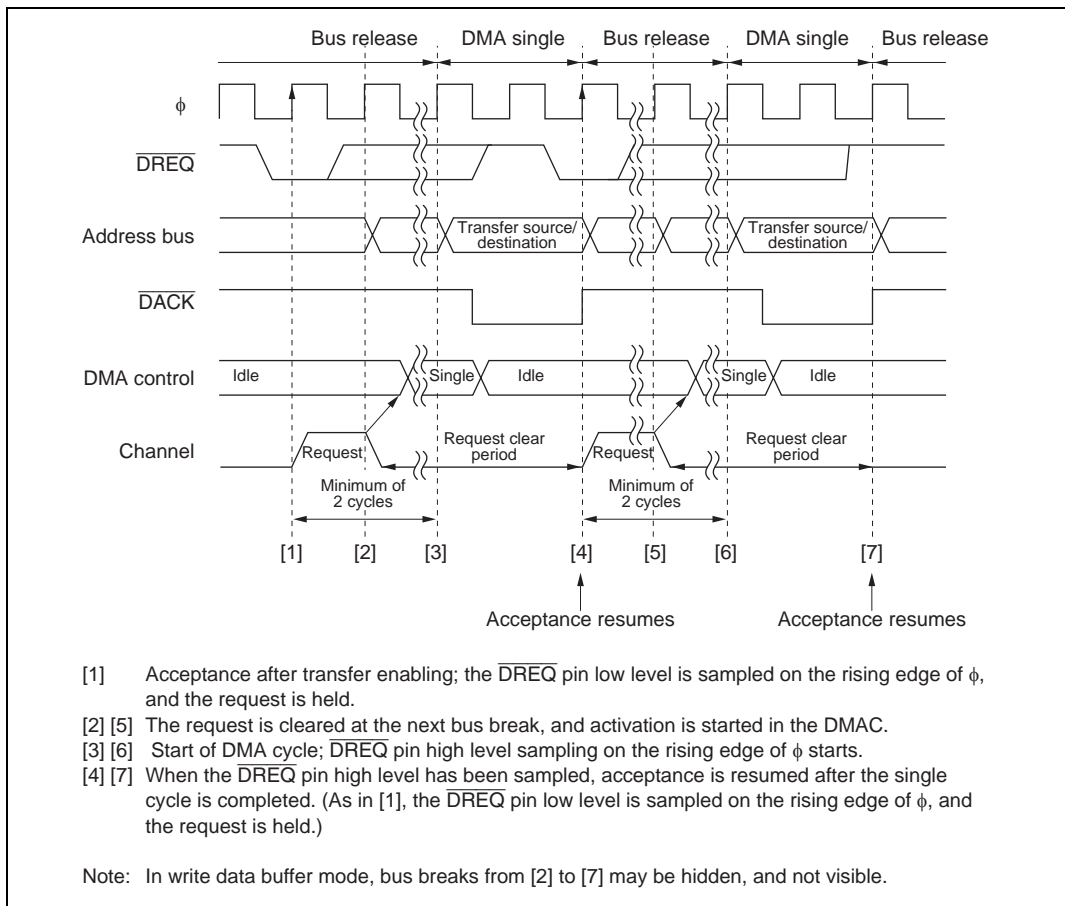 Bus release DMA single Bus release DMA single Bus release
ϕ
DREQ
Address bus
Transfer source/
destination
Transfer source/
destination
DACK
DMA control
Idle Single Idle Single Idle
Channel
Request
Request clear
period
Request
Request clear
period
Minimum of
2 cycles
Minimum of
2 cycles
[1] [2] [3] [4] [5] [6] [7]
Acceptance resumes Acceptance resumes
[1] Acceptance after transfer enabling; the DREQ pin low level is sampled on the rising edge of ϕ,
and the request is held.
[2] [5] The request is cleared at the next bus break, and activation is started in the DMAC.
[3] [6] Start of DMA cycle; DREQ pin high level sampling on the rising edge of ϕ starts.
[4] [7] When the DREQ pin high level has been sampled, acceptance is resumed after the single
cycle is completed. (As in [1], the DREQ pin low level is sampled on the rising edge of ϕ, and
the request is held.)
Note: In write data buffer mode, bus breaks from [2] to [7] may be hidden, and not visible.